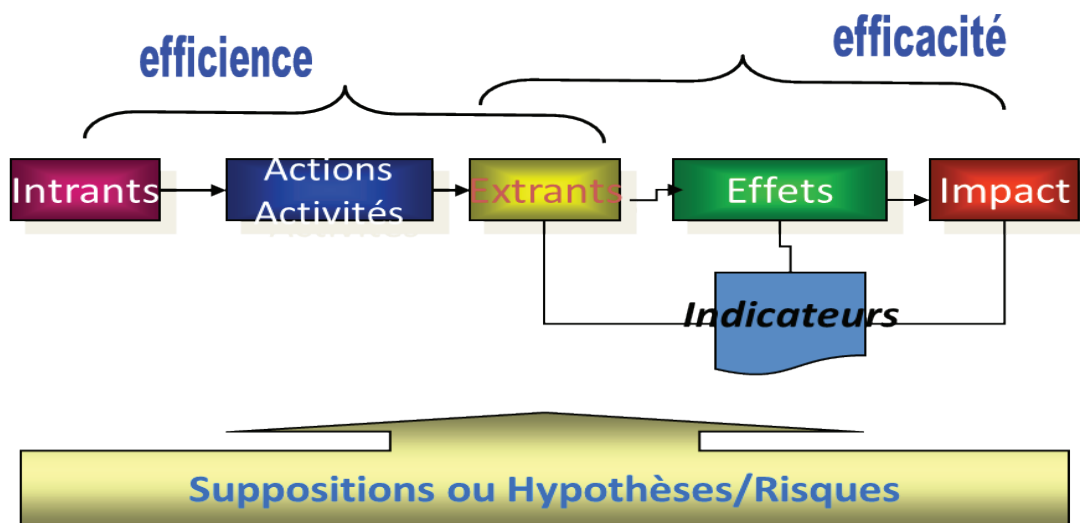 efficience
efficacité
Intrants
Actions
Activités
Extrants
Effets
Impact
Indicateurs
Suppositions ou Hypothèses/Risques